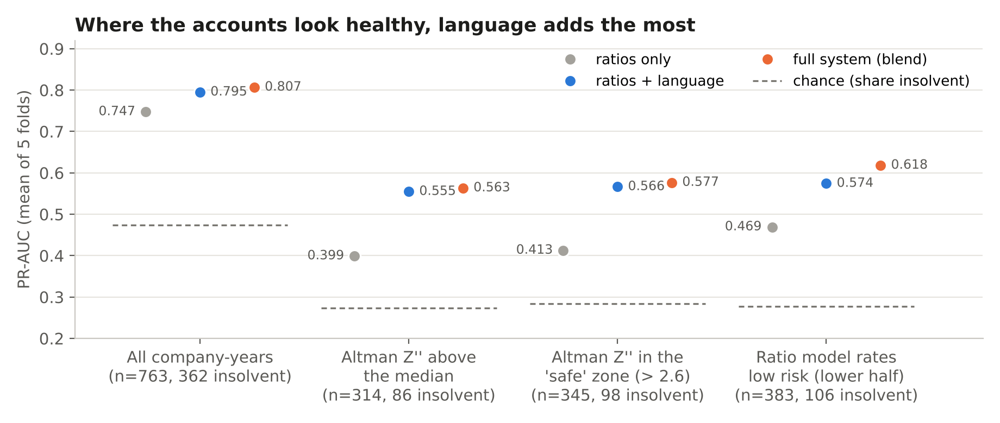 Where the accounts look healthy, language adds the most
PR-AUC (mean of 5 folds)
0.9
0.8
0.7
0.6
0.5
0.4
0.3
0.2
ratios only
ratios + language
full system (blend)
chance (share insolvent)
0.747
0.795
0.807
0.399
0.555
0.563
0.413
0.566
0.577
0.469
0.574
0.618
All company-years
(n=763, 362 insolvent)
Altman Z'' above
the median
(n=314, 86 insolvent)
Altman Z'' in the
'safe' zone (> 2.6)
(n=345, 98 insolvent)
Ratio model rates
low risk (lower half)
(n=383, 106 insolvent)